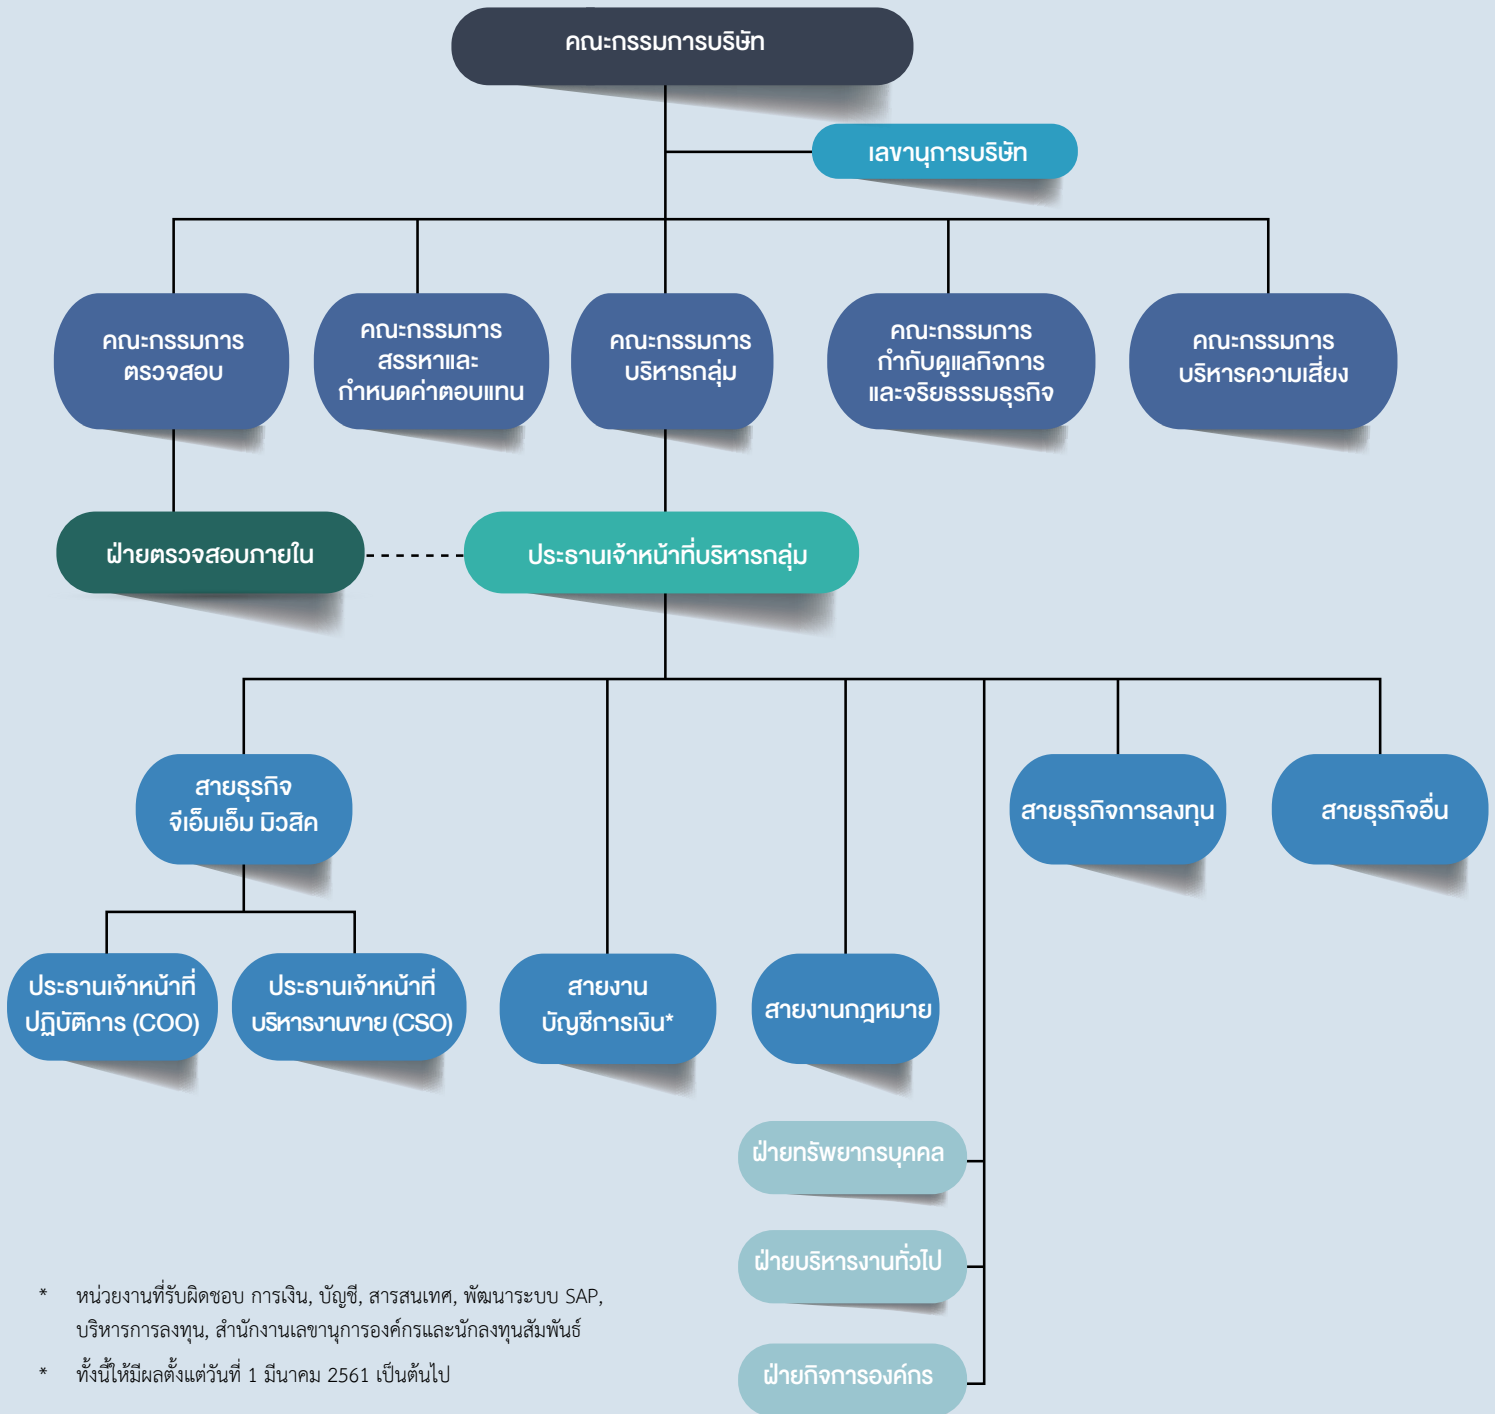 คณะกรรมการบริษัท
เลขานุการบริษัท
คณะกรรมการ
ตรวจสอบ
คณะกรรมการ
สรรหาและ
กำหนดค่าตอบแทน
คณะกรรมการ
บริหารกลุ่ม
คณะกรรมการ
กำกับดูแลกิจการ
และจริยธรรมธุรกิจ
คณะกรรมการ
บริหารความเสี่ยง
ฝ่ายตรวจสอบภายใน
ประธานเจ้าหน้าที่บริหารกลุ่ม
สายธุรกิจ
จีเอ็มเอ็ม มิวสิค
สายธุรกิจการลงทุน
สายธุรกิจอื่น
ประธานเจ้าหน้าที่
ปฏิบัติการ (COO)
ประธานเจ้าหน้าที่
บริหารงานขาย (CSO)
สายงาน
บัญชีการเงิน*
สายงานกฎหมาย
ฝ่ายทรัพยากรบุคคล
ฝ่ายบริหารงานทั่วไป
ฝ่ายกิจการองค์กร
* หน่วยงานที่รับผิดชอบ การเงิน, บัญชี, สารสนเทศ, พัฒนาระบบ SAP,
บริหารการลงทุน, สำนักงานเลขานุการองค์กรและนักลงทุนสัมพันธ์
* ทั้งนี้ให้มีผลตั้งแต่วันที่ 1 มีนาคม 2561 เป็นต้นไป